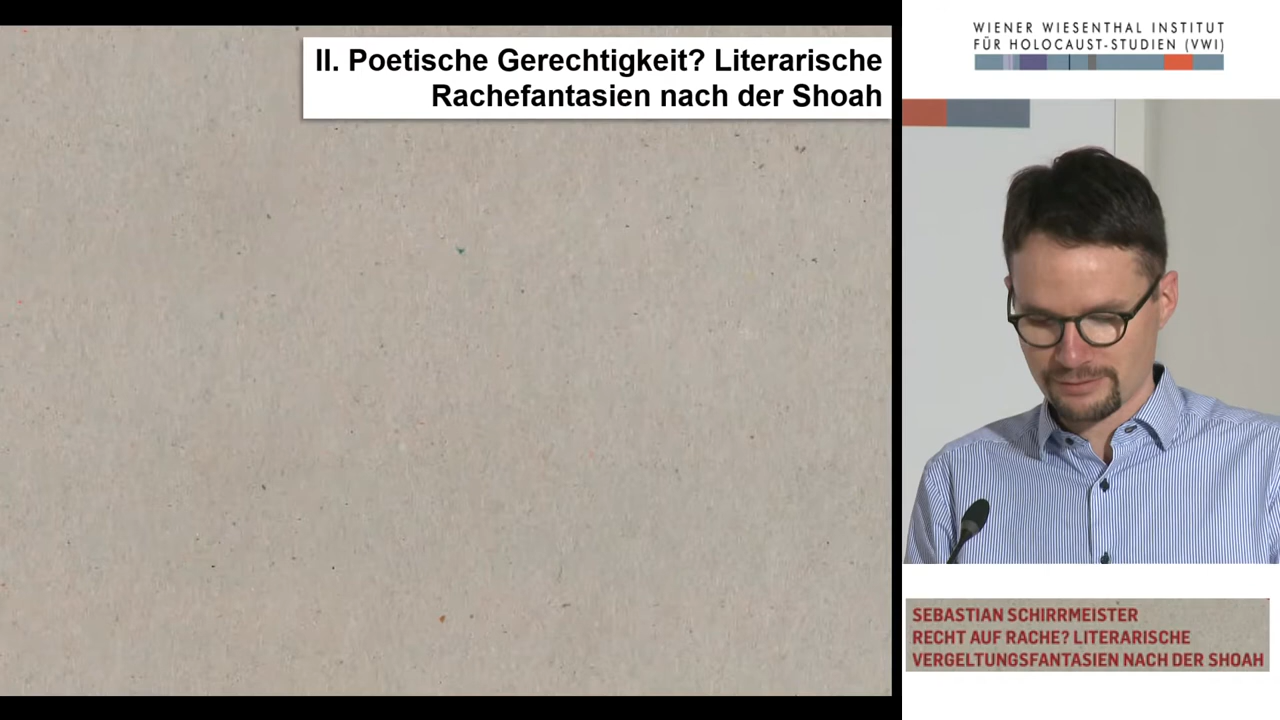 II. Poetische Gerechtigkeit? Literarische
Rachefantasien nach der Shoah
WIENER WIESENTHAL INSTITUT
FÜR HOLOCAUST-STUDIEN (VWI)
SEBASTIAN SCHIRRMEISTER
RECHT AUF RACHE? LITERARISCHE
VERGELTUNGSFANTASIEN NACH DER SHOAH